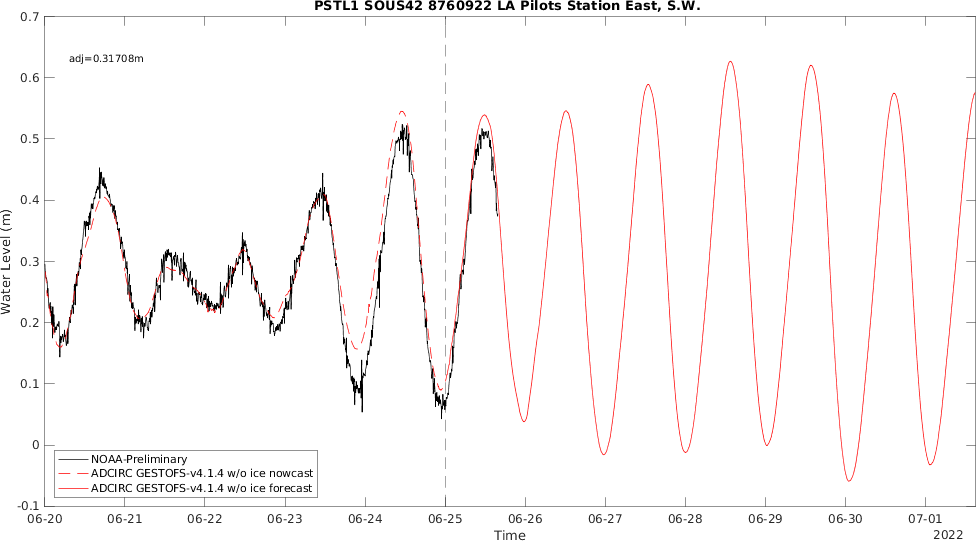 PSTL1 SOUS42 8760922 LA Pilots Station East, S.W.
adj=0.31708m
0.7
0.6
0.5
0.4
0.3
0.2
0.1
0
-0.1
Water Level (m)
NOAA-Preliminary
ADCIRC GESTOFS-v4.1.4 w/o ice nowcast
ADCIRC GESTOFS-v4.1.4 w/o ice forecast
06-20 06-21 06-22 06-23 06-24 06-25 06-26 06-27 06-28 06-29 06-30 07-01
Time
2022